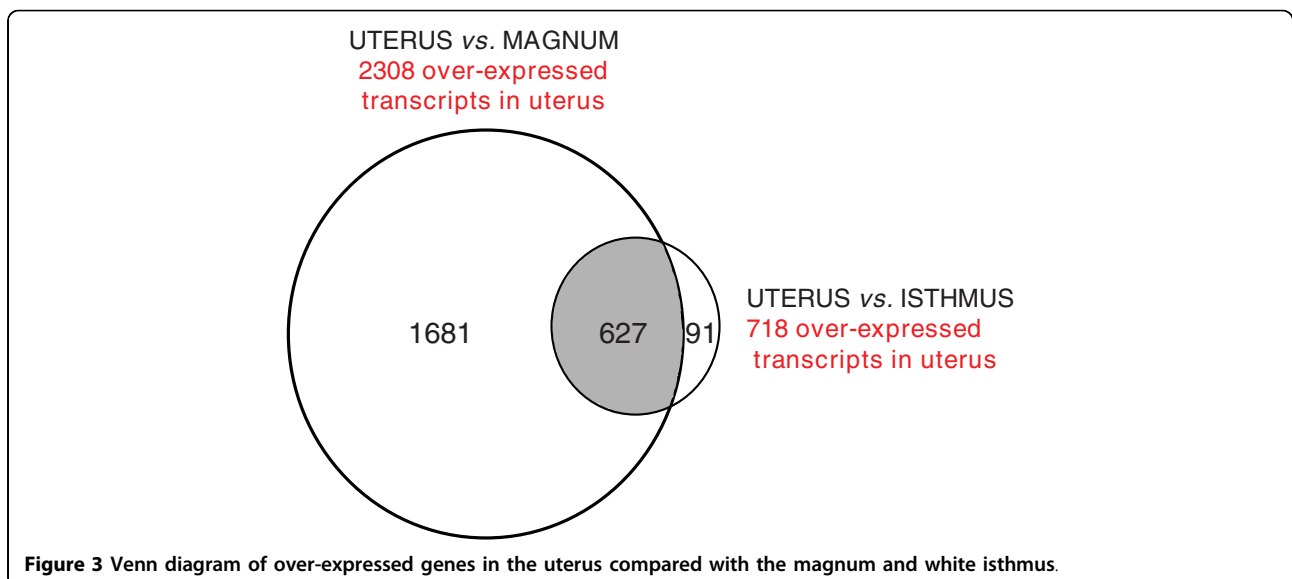 UTERUS vs. MAGNUM
2308 over-expressed
transcripts in uterus
1681
627
91
UTERUS vs. ISTHMUS
718 over-expressed
transcripts in uterus
Figure 3 Venn diagram of over-expressed genes in the uterus compared with the magnum and white isthmus.